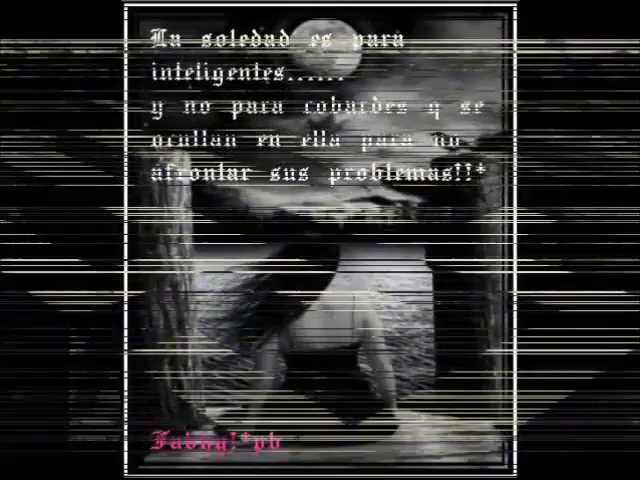 La soledad es para
inteligentes......
y no para cobardes q se
ocultan en ella para no
afrontar sus problemas!!*